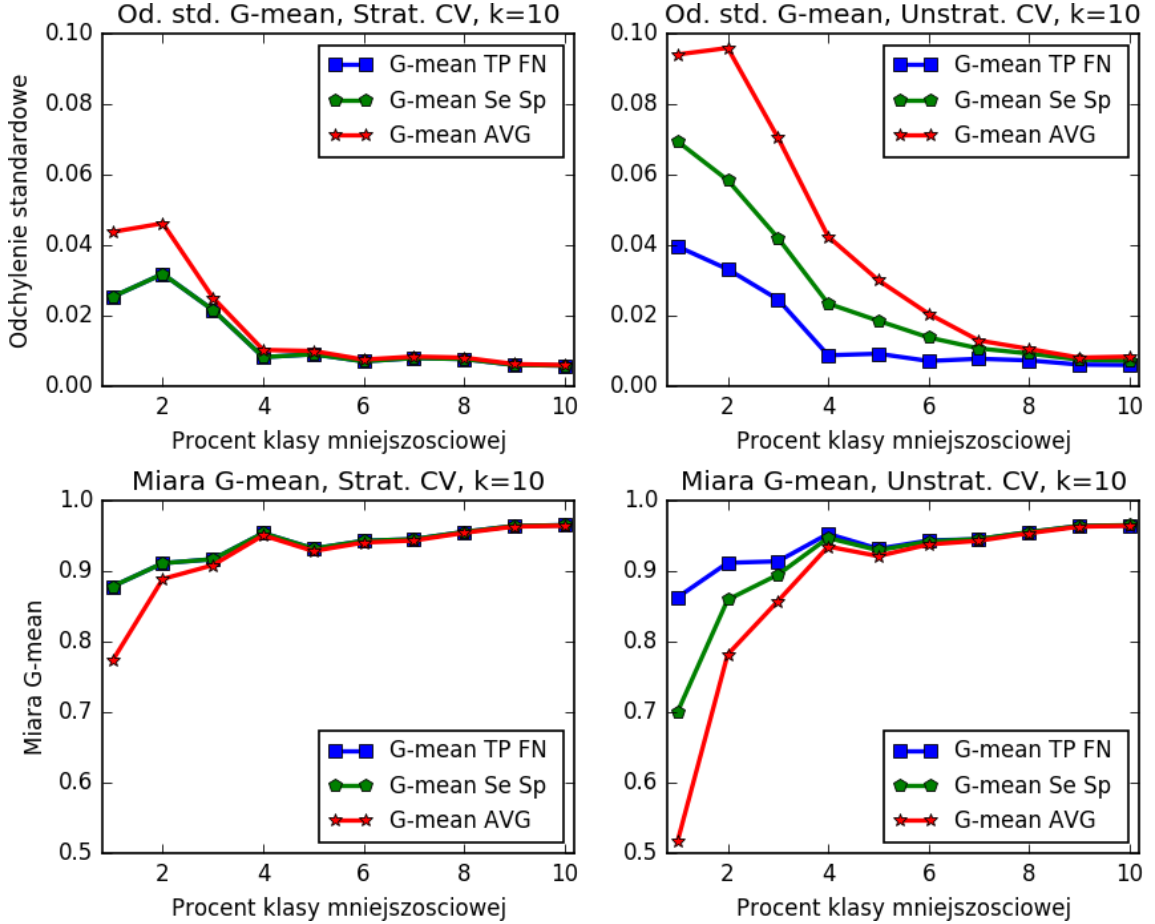 Od. std. G-mean, Strat. CV, k=10
0.10
0.08
0.06
0.04
0.02
0.00
Odchylenie standardowe
G-mean TP FN
G-mean Se Sp
G-mean AVG
2 4 6 8 10
Procent klasy mniejszosciowej
Od. std. G-mean, Unstrat. CV, k=10
0.10
0.08
0.06
0.04
0.02
0.00
G-mean TP FN
G-mean Se Sp
G-mean AVG
2 4 6 8 10
Procent klasy mniejszosciowej
Miara G-mean, Strat. CV, k=10
1.0
0.9
0.8
0.7
0.6
0.5
Miara G-mean
G-mean TP FN
G-mean Se Sp
G-mean AVG
2 4 6 8 10
Procent klasy mniejszosciowej
Miara G-mean, Unstrat. CV, k=10
1.0
0.9
0.8
0.7
0.6
0.5
G-mean TP FN
G-mean Se Sp
G-mean AVG
2 4 6 8 10
Procent klasy mniejszosciowej